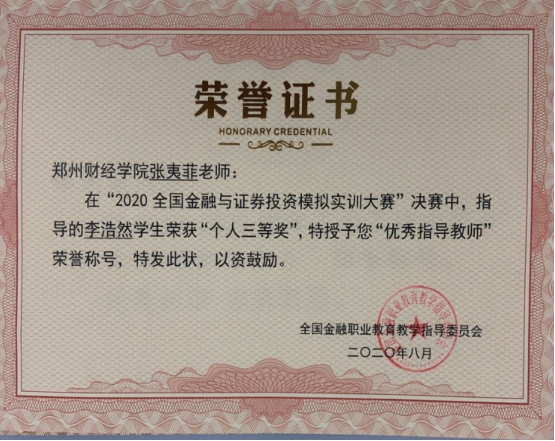 荣誉证书
HONORARY CREDENTIAL
郑州财经学院张夷菲老师：
在“2020全国金融与证券投资模拟实训大赛”决赛中，指
导的李浩然学生荣获“个人三等奖”，特授予您“优秀指导教师”
荣誉称号，特发此状，以资鼓励。
全国金融职业教育教学指导委员会
二〇二〇年八月